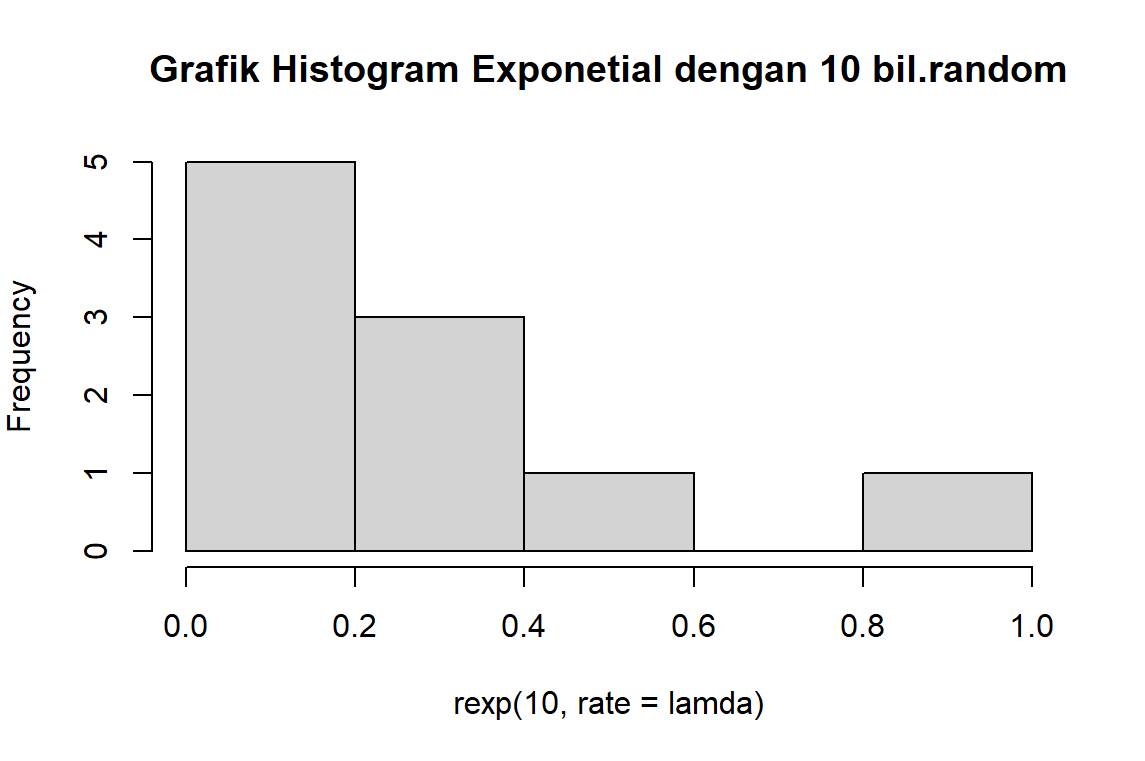 Grafik Histogram Exponetial dengan 10 bil.random
Frequency
5
4
3
2
1
0
0.0 0.2 0.4 0.6 0.8 1.0
rexp(10, rate = lamda)